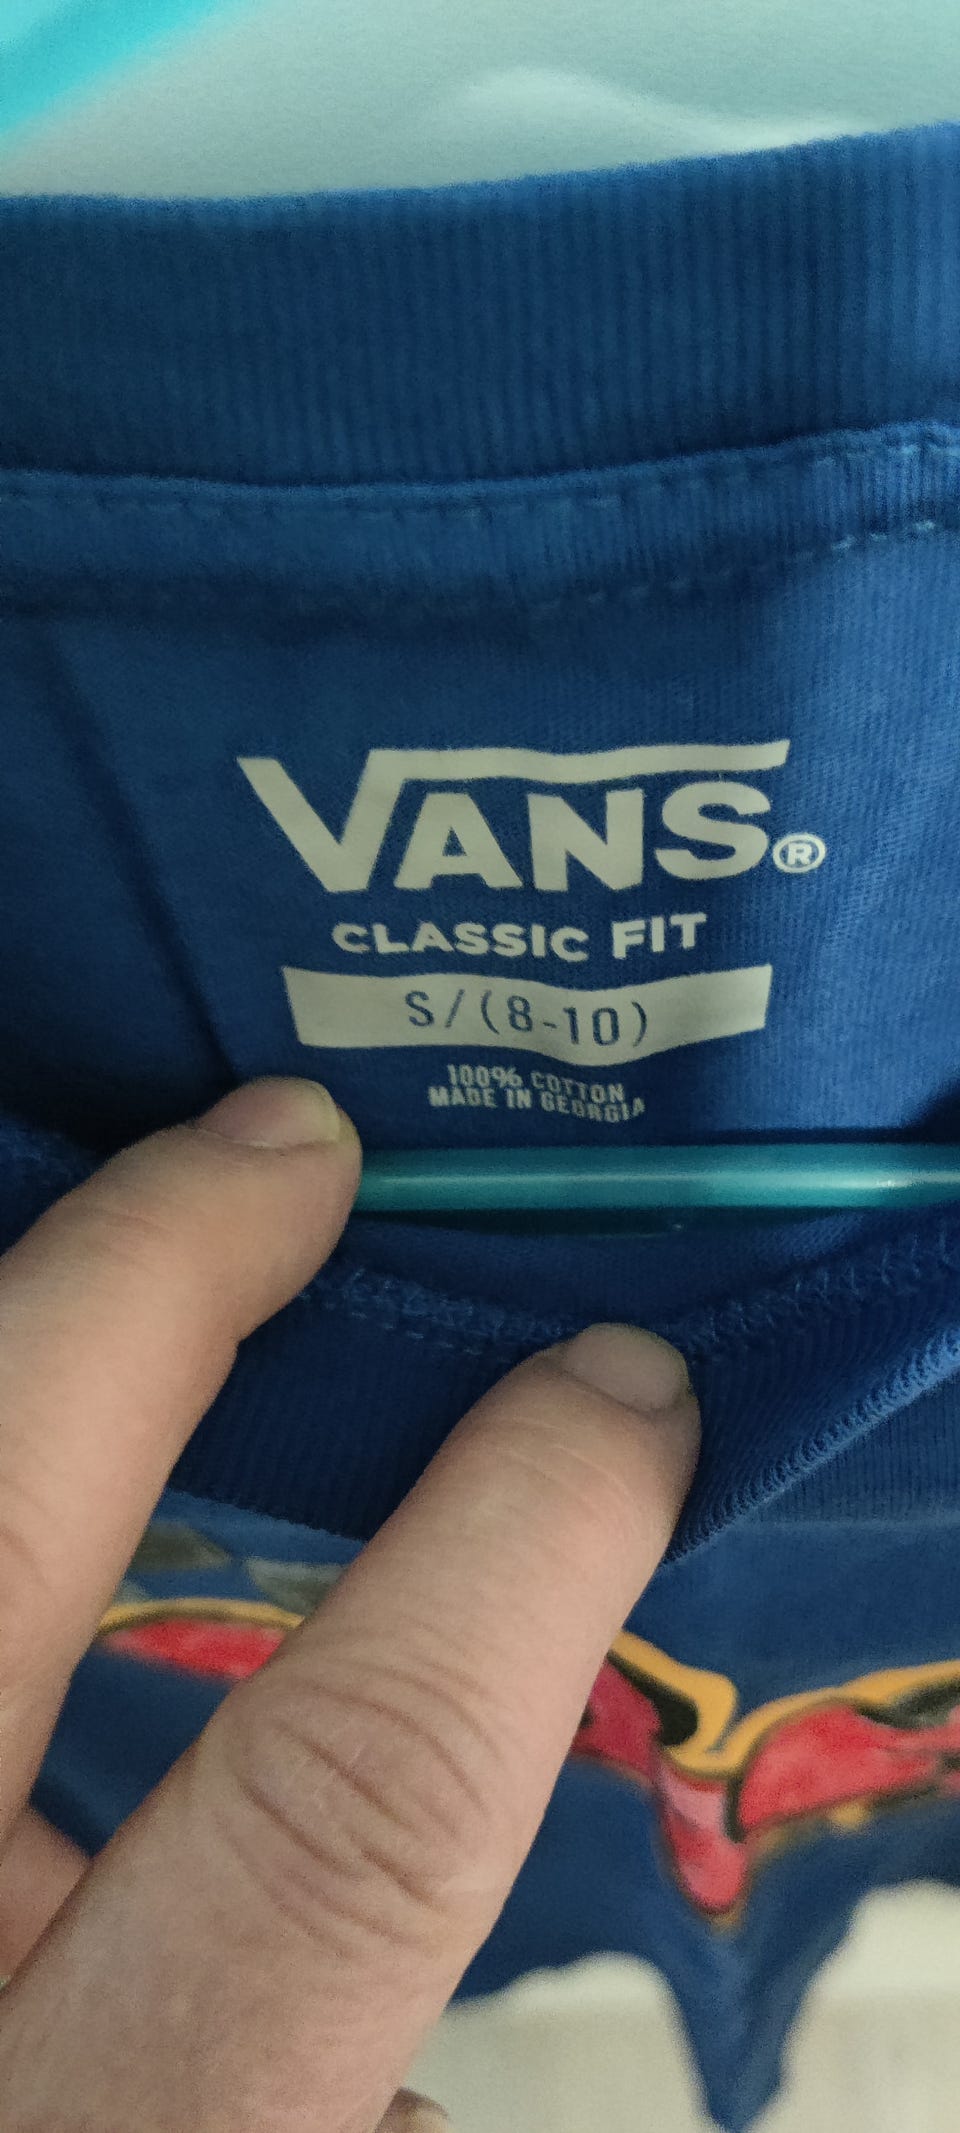 VANS®
CLASSIC FIT
S/(8-10)
100% COTTON
MADE IN GEORGIA